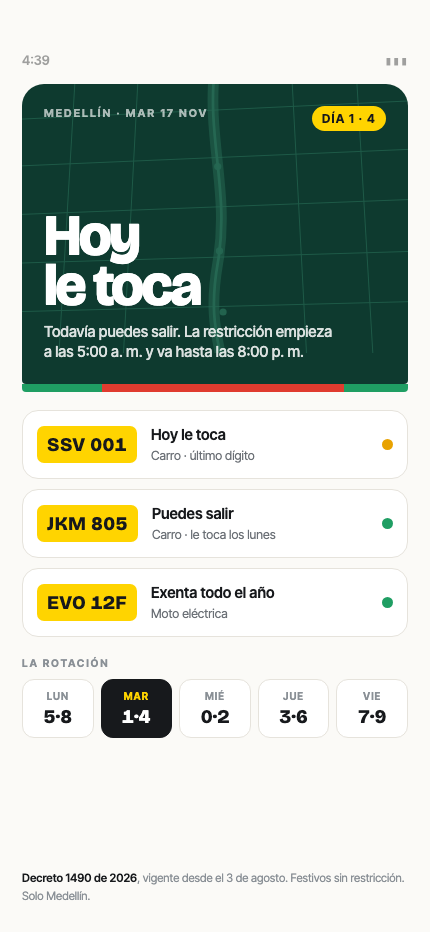 4:39
MEDELLÍN · MAR 17 NOV
DÍA 1 · 4
Hoy
le toca
Todavía puedes salir. La restricción empieza
a las 5:00 a. m. y va hasta las 8:00 p. m.
SSV 001
Hoy le toca
Carro · último dígito
JKM 805
Puedes salir
Carro · le toca los lunes
EVO 12F
Exenta todo el año
Moto eléctrica
LA ROTACIÓN
LUN
5·8
MAR
1·4
MIÉ
0·2
JUE
3·6
VIE
7·9
Decreto 1490 de 2026, vigente desde el 3 de agosto. Festivos sin restricción.
Solo Medellín.